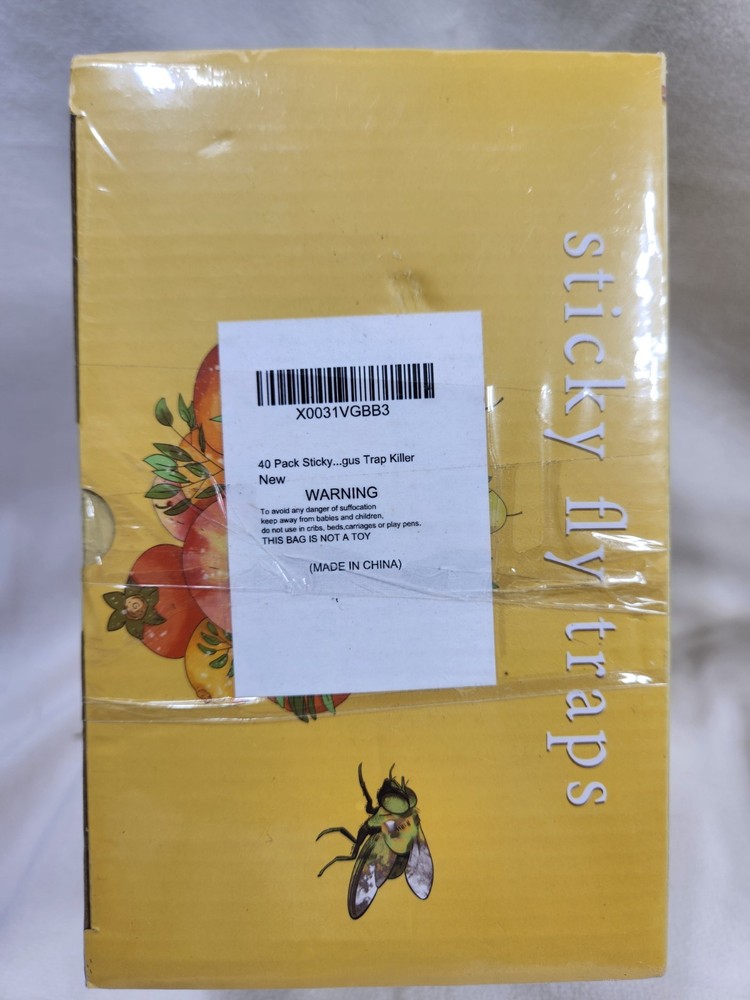 X0031VGBB3
40 Pack Sticky...gus Trap Killer
New
WARNING
To avoid any danger of suffocation
keep away from babies and children,
do not use in cribs, beds,carriages or play pens.
THIS BAG IS NOT A TOY
(MADE IN CHINA)
sticky fly traps